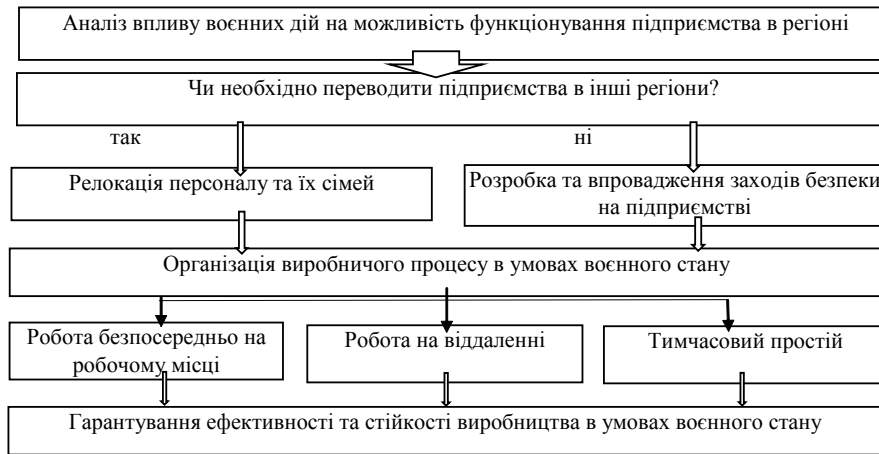 Аналіз впливу воєнних дій на можливість функціонування підприємства в регіоні
Чи необхідно переводити підприємства в інші регіони?
так
ні
Релокація персоналу та їх сімей
Розробка та впровадження заходів безпеки
на підприємстві
Організація виробничого процесу в умовах воєнного стану
Робота безпосередньо на
робочому місці
Робота на віддаленні
Тимчасовий простій
Гарантування ефективності та стійкості виробництва в умовах воєнного стану